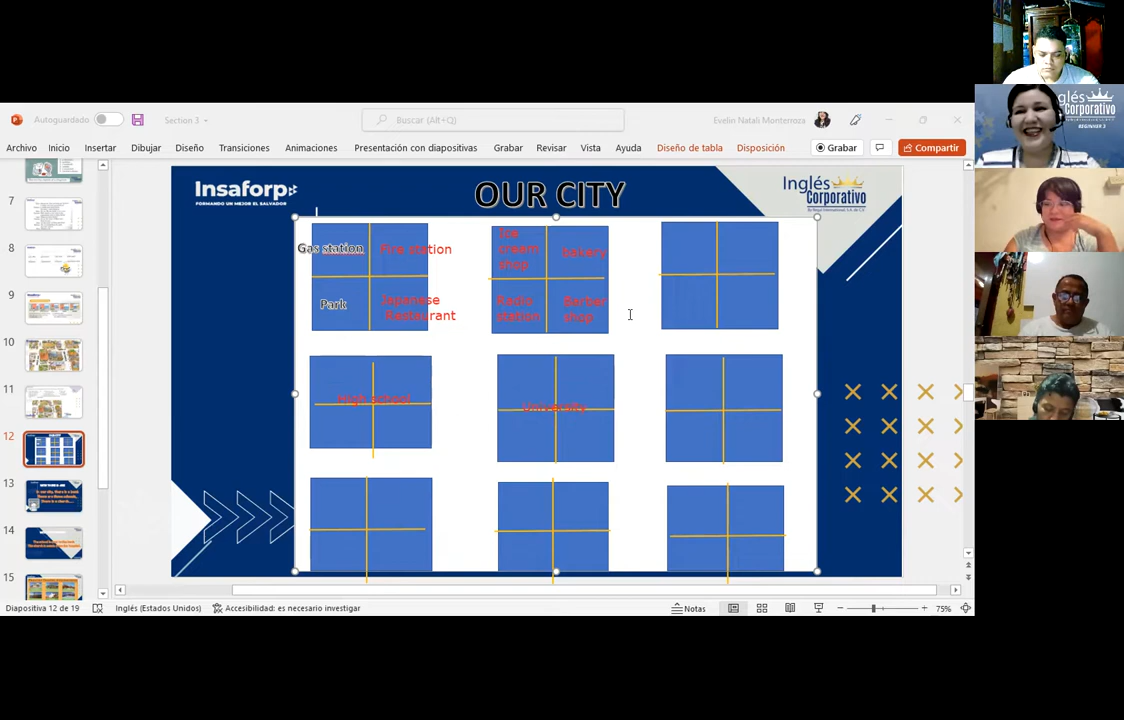 Autoguardado
Section 3
Buscar (Alt+Q)
Evelin Natali Monterroza
Archivo Inicio Insertar Dibujar Diseño Transiciones Animaciones Presentación con diapositivas Grabar Revisar Vista Ayuda Diseño de tabla Disposición Grabar Compartir
7
8
9
10
11
12
13
14
15
Insaforp
FORMANDO UN MEJOR EL SALVADOR
OUR CITY
Inglés
Corporativo
Gas station
Fire station
Park
Japanese
Restaurant
Ice
cream
shop
Bakery
Radio
station
Barber
shop
High school
University
Diapositiva 12 de 19
Inglés (Estados Unidos)
Accesibilidad: es necesario investigar
Notas
75%
glés
Corporativo
BEGINNER 3